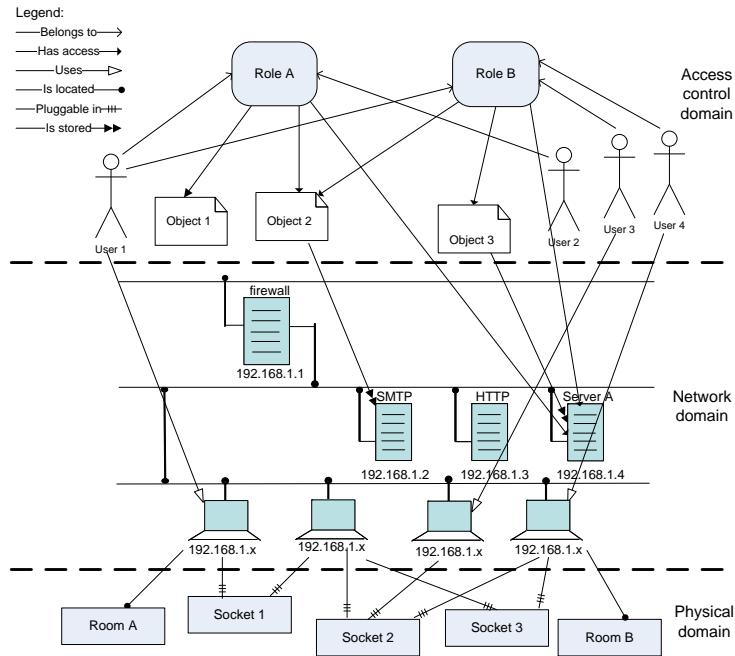 Legend:
Belongs to
Has access
Uses
Is located
Pluggable in
Is stored
Role A
Role B
Access
control
domain
User 1
Object 1
Object 2
Object 3
User 2
User 3
User 4
firewall
192.168.1.1
SMTP
HTTP
Server A
Network
domain
192.168.1.2
192.168.1.3
192.168.1.4
192.168.1.x
192.168.1.x
192.168.1.x
192.168.1.x
Room A
Socket 1
Socket 2
Socket 3
Room B
Physical
domain